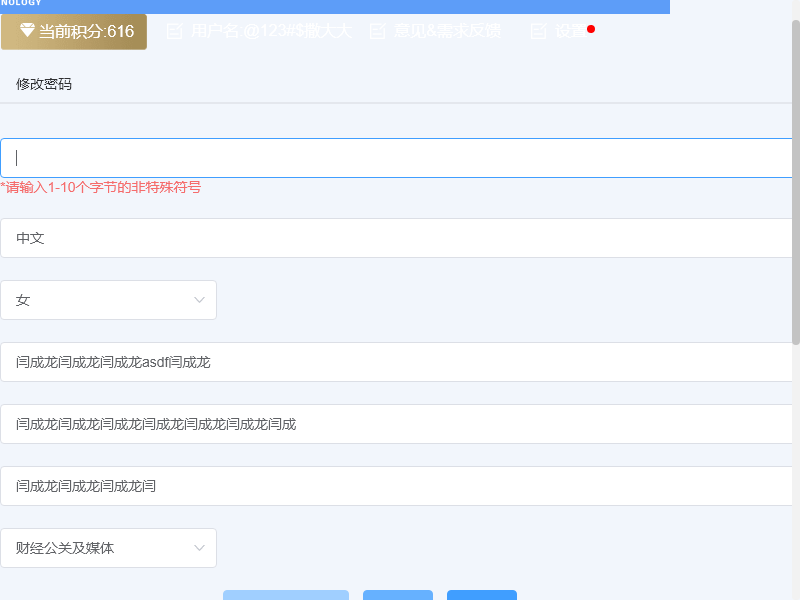 NOLOGY
当前积分:616 用户名:@123#$撒大大 意见&需求反馈 设置
修改密码
*请输入1-10个字节的非特殊符号
中文
女
闫成龙闫成龙闫成龙asdf闫成龙
闫成龙闫成龙闫成龙闫成龙闫成龙闫成龙闫成
闫成龙闫成龙闫成龙闫
财经公关及媒体